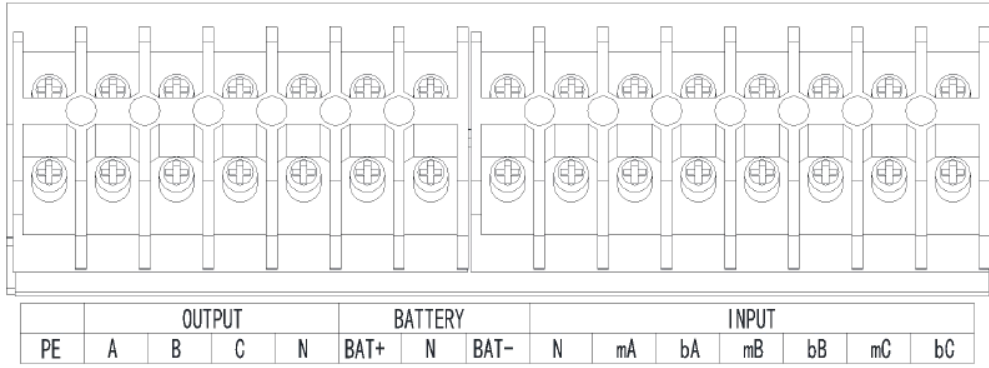 OUTPUT BATTERY INPUT
PE A B C N BAT+ N BAT- N mA bA mB bB mC bC